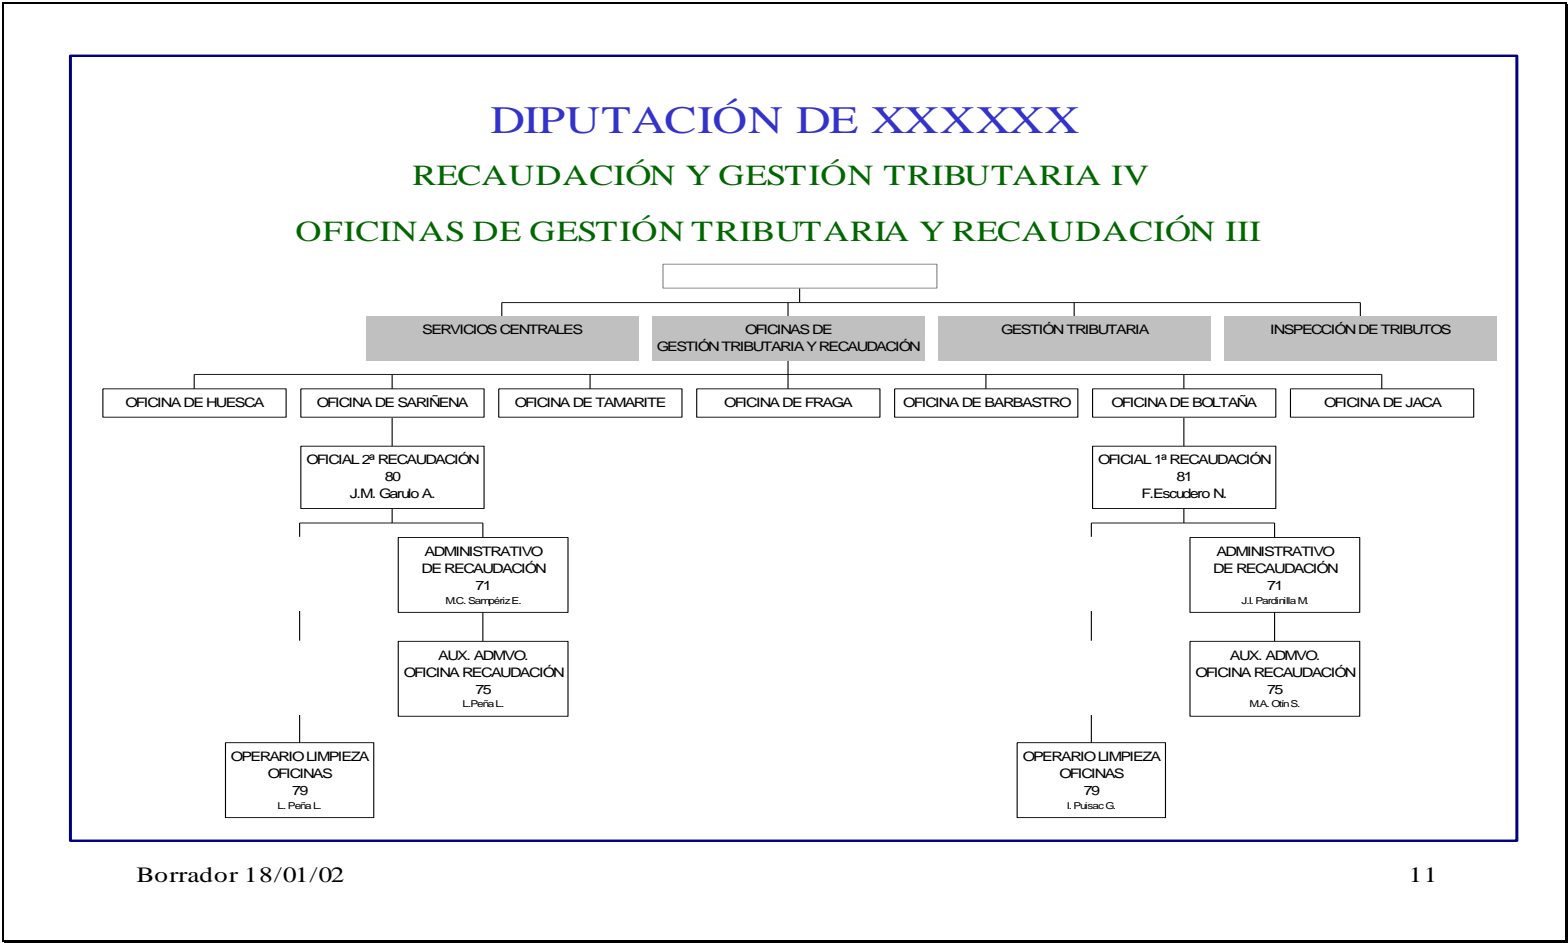 DIPUTACIÓN DE XXXXXX
RECAUDACIÓN Y GESTIÓN TRIBUTARIA IV
OFICINAS DE GESTIÓN TRIBUTARIA Y RECAUDACIÓN III
SERVICIOS CENTRALES
OFICINAS DE
GESTIÓN TRIBUTARIA Y RECAUDACIÓN
GESTIÓN TRIBUTARIA
INSPECCIÓN DE TRIBUTOS
OFICINA DE HUESCA
OFICINA DE SARIÑENA
OFICINA DE TAMARITE
OFICINA DE FRAGA
OFICINA DE BARBASTRO
OFICINA DE BOLTAÑA
OFICINA DE JACA
OFICIAL 2ª RECAUDACIÓN
80
J.M. Garulo A.
ADMINISTRATIVO
DE RECAUDACIÓN
71
M.C. Sampériz E.
AUX. ADMVO.
OFICINA RECAUDACIÓN
75
L.Peña L.
OPERARIO LIMPIEZA
OFICINAS
79
L. Peña L.
OFICIAL 1ª RECAUDACIÓN
81
F.Escudero N.
ADMINISTRATIVO
DE RECAUDACIÓN
71
J.I. Pardinilla M.
AUX. ADMVO.
OFICINA RECAUDACIÓN
75
M.A. Otín S.
OPERARIO LIMPIEZA
OFICINAS
79
I. Puisac G.
Borrador 18/01/02
11